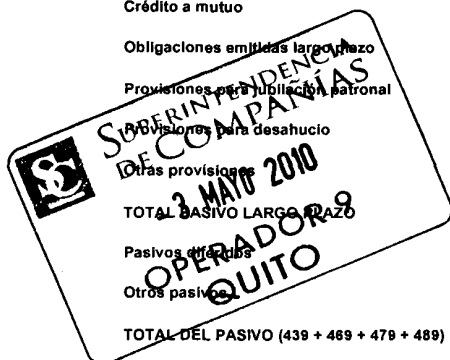 Crédito a mutuo
Obligaciones emitidas largo plazo
Provisiones para jubilación patronal
Provisiones para desahucio
Otras provisiones
TOTAL PASIVO LARGO PLAZO
Pasivos diferidos
Otros pasivos
TOTAL DEL PASIVO (439 + 469 + 479 + 489)
SC
SUPERINTENDENCIA
DE COMPAÑÍAS
3 MAYO 2010
OPERADOR 9
QUITO